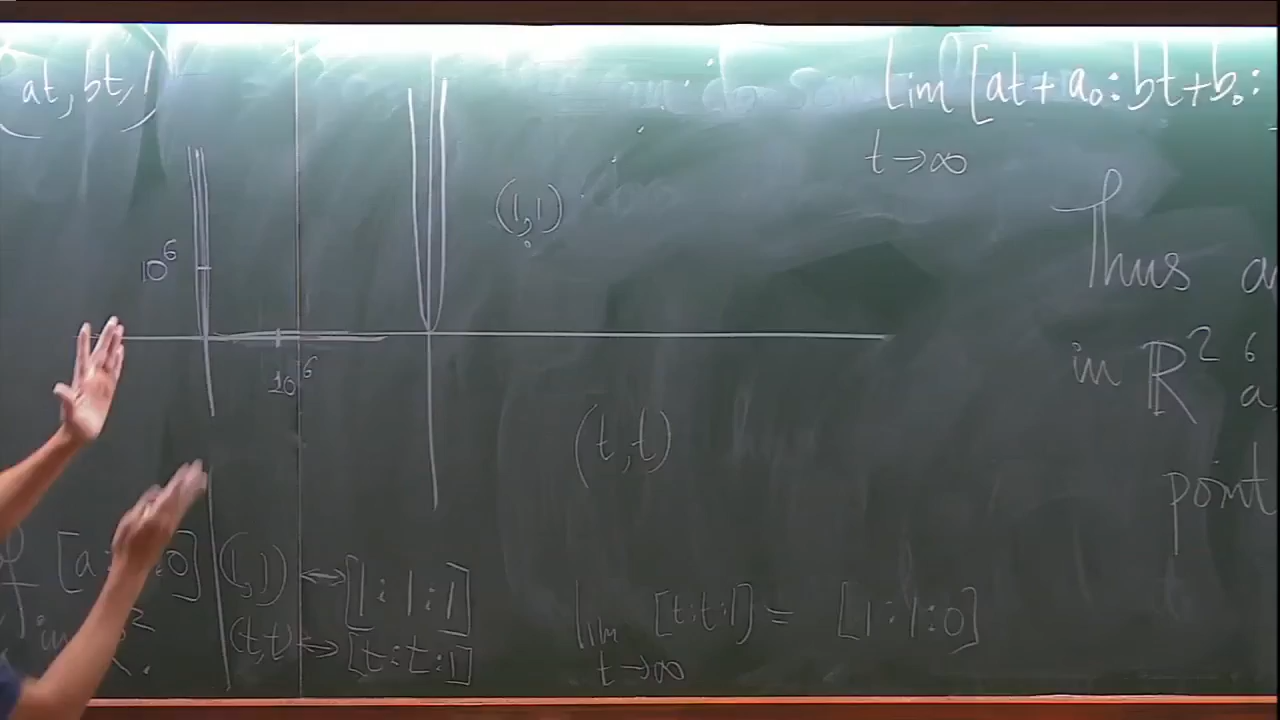 (at, bt, 1)
lim [at + a₀ : bt + b₀ :
t → ∞
(1,1)
Thus
10⁶
10⁶
in ℝ²
(t,t)
point
(1,1) ↔ [1:1:1]
(t,t) ↔ [t:t:1]
lim [t:t:1] = [1:1:0]
t → ∞